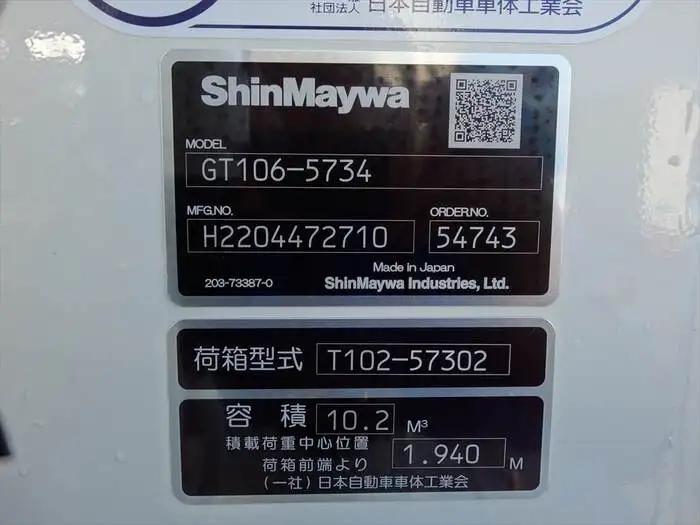 社団法人 日本自動車車体工業会
ShinMaywa
MODEL
GT106-5734
MFG.NO. ORDER.NO.
H2204472710 54743
Made in Japan
203-73387-0 ShinMaywa Industries, Ltd.
荷箱型式 T102-57302
容積 10.2 M³
積載荷重中心位置
荷箱前端より 1.940 M
(一社)日本自動車車体工業会